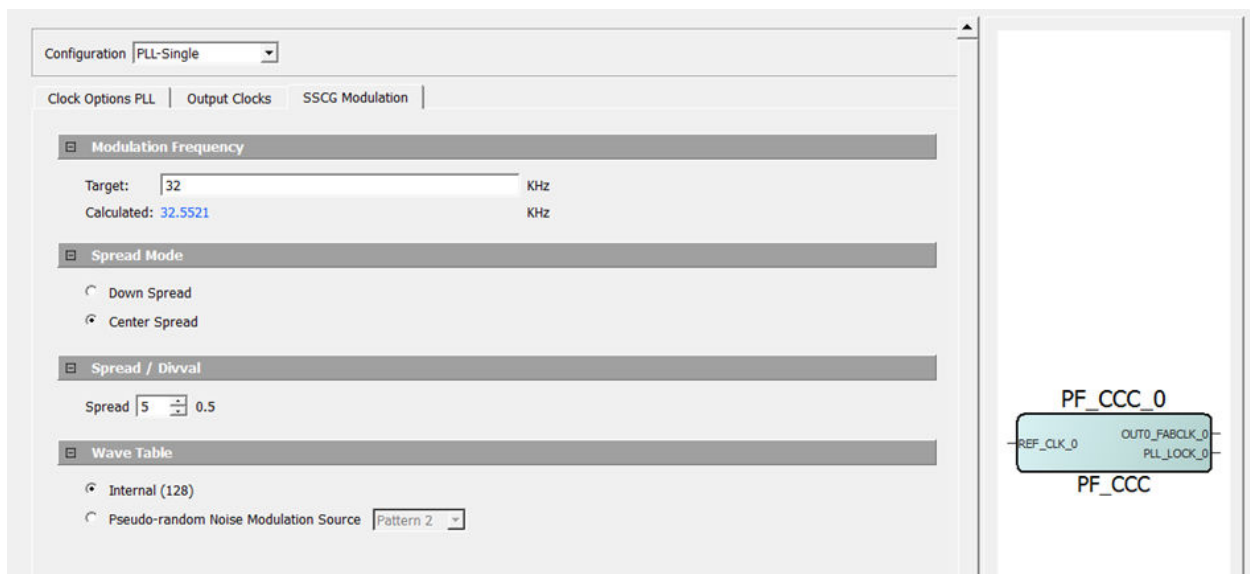 Configuration PLL-Single
Clock Options PLL Output Clocks SSCG Modulation
Modulation Frequency
Target: 32 KHz
Calculated: 32.5521 KHz
Spread Mode
Down Spread
Center Spread
Spread / Divval
Spread 5 0.5
Wave Table
Internal (128)
Pseudo-random Noise Modulation Source Pattern 2
PF_CCC_0
REF_CLK_0 OUT0_FABCLK_0
PLL_LOCK_0
PF_CCC